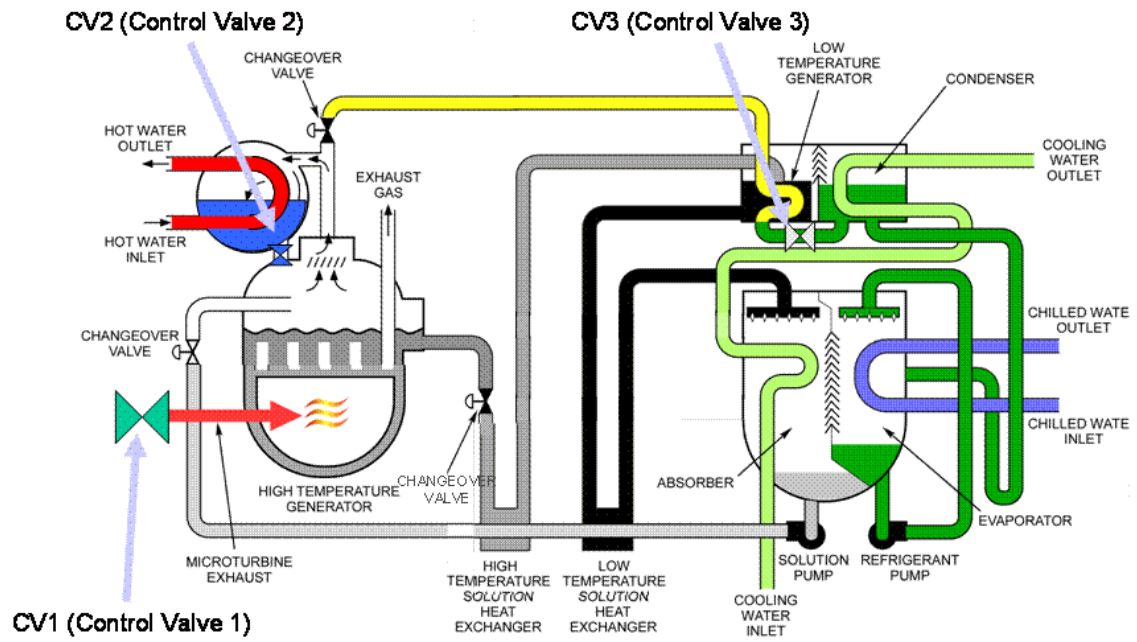 CV2 (Control Valve 2)
CV3 (Control Valve 3)
CHANGEOVER
VALVE
LOW
TEMPERATURE
GENERATOR
CONDENSER
HOT WATER
OUTLET
EXHAUST
GAS
COOLING
WATER
OUTLET
HOT WATER
INLET
CHANGEOVER
VALVE
CHILLED WATE
OUTLET
CHILLED WATE
INLET
HIGH TEMPERATURE
GENERATOR
CHANGEOVER
VALVE
ABSORBER
EVAPORATOR
MICROTURBINE
EXHAUST
HIGH
TEMPERATURE
SOLUTION
HEAT
EXCHANGER
LOW
TEMPERATURE
SOLUTION
HEAT
EXCHANGER
SOLUTION
PUMP
REFRIGERANT
PUMP
COOLING
WATER
INLET
CV1 (Control Valve 1)